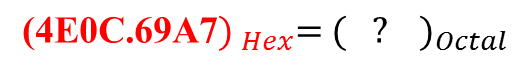 (4E0C.69A7) Hex= ( ? )Octal